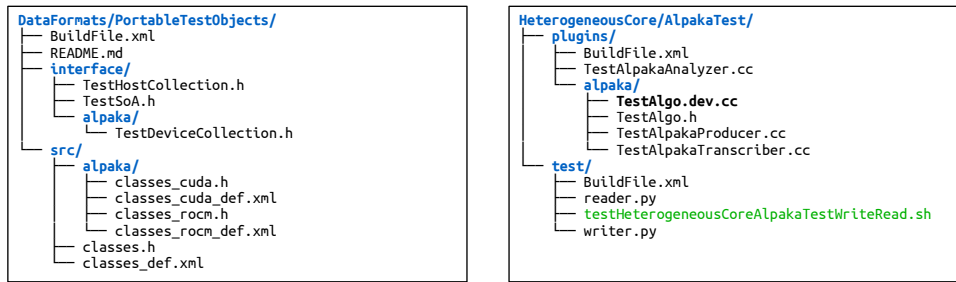 DataFormats/PortableTestObjects/
├── BuildFile.xml
├── README.md
├── interface/
│   ├── TestHostCollection.h
│   ├── TestSoA.h
│   └── alpaka/
│       └── TestDeviceCollection.h
└── src/
    ├── alpaka/
    │   ├── classes_cuda.h
    │   ├── classes_cuda_def.xml
    │   ├── classes_rocm.h
    │   └── classes_rocm_def.xml
    ├── classes.h
    └── classes_def.xml
HeterogeneousCore/AlpakaTest/
├── plugins/
│   ├── BuildFile.xml
│   ├── TestAlpakaAnalyzer.cc
│   └── alpaka/
│       ├── TestAlgo.dev.cc
│       ├── TestAlgo.h
│       ├── TestAlpakaProducer.cc
│       └── TestAlpakaTranscriber.cc
└── test/
    ├── BuildFile.xml
    ├── reader.py
    ├── testHeterogeneousCoreAlpakaTestWriteRead.sh
    └── writer.py